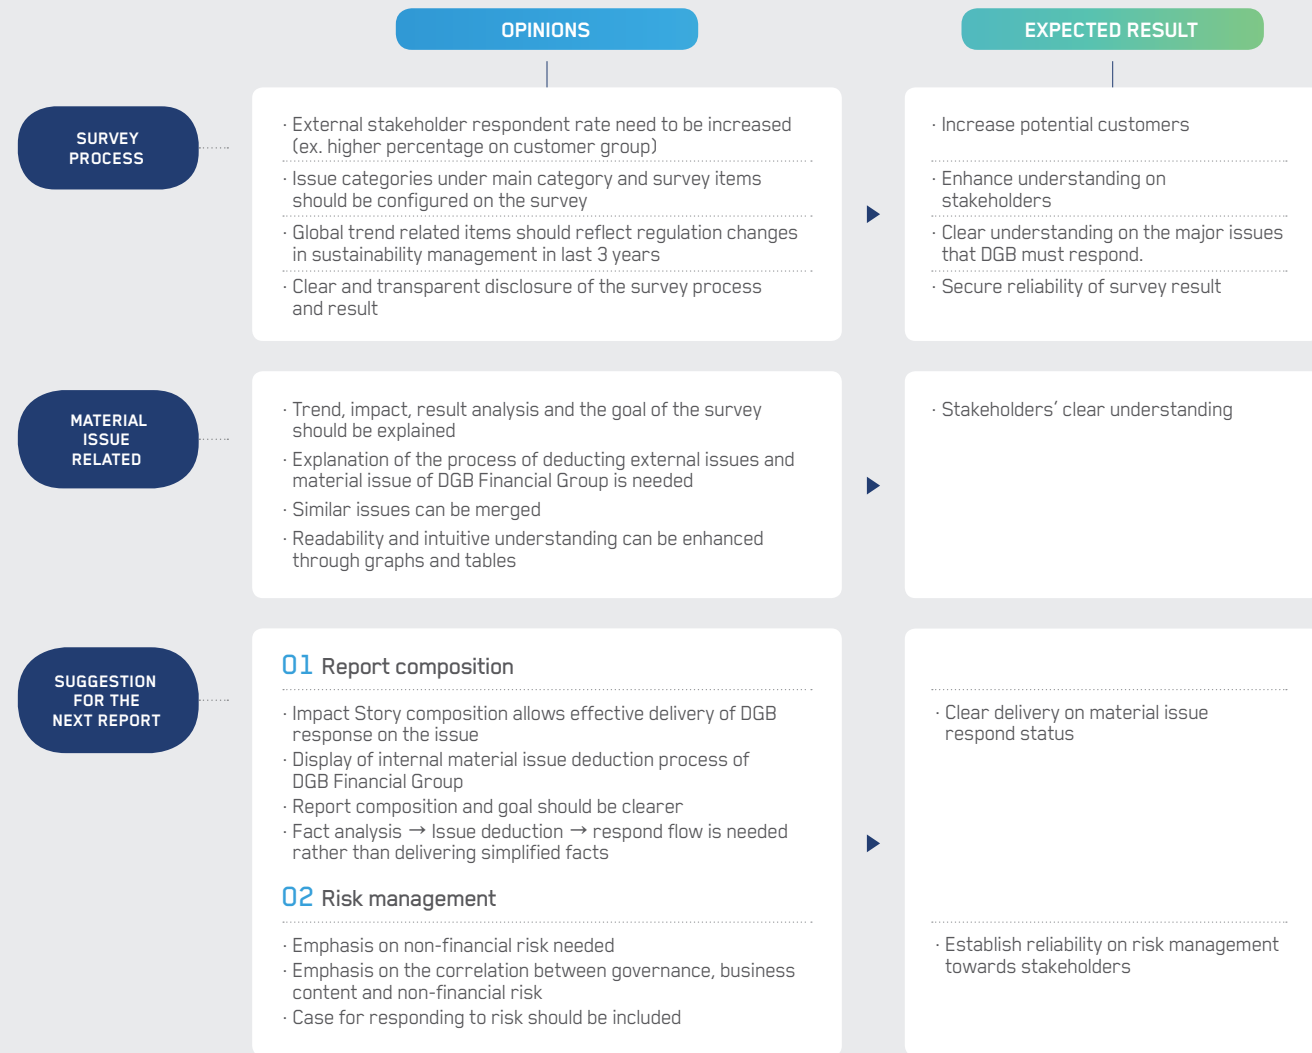 OPINIONS
EXPECTED RESULT
SURVEY
PROCESS
· External stakeholder respondent rate need to be increased
(ex. higher percentage on customer group)
· Issue categories under main category and survey items
should be configured on the survey
· Global trend related items should reflect regulation changes
in sustainability management in last 3 years
· Clear and transparent disclosure of the survey process
and result
· Increase potential customers
· Enhance understanding on
stakeholders
· Clear understanding on the major issues
that DGB must respond.
· Secure reliability of survey result
MATERIAL
ISSUE
RELATED
· Trend, impact, result analysis and the goal of the survey
should be explained
· Explanation of the process of deducting external issues and
material issue of DGB Financial Group is needed
· Similar issues can be merged
· Readability and intuitive understanding can be enhanced
through graphs and tables
· Stakeholders’ clear understanding
SUGGESTION
FOR THE
NEXT REPORT
01 Report composition
· Impact Story composition allows effective delivery of DGB
response on the issue
· Display of internal material issue deduction process of
DGB Financial Group
· Report composition and goal should be clearer
· Fact analysis → Issue deduction → respond flow is needed
rather than delivering simplified facts
· Clear delivery on material issue
respond status
02 Risk management
· Emphasis on non-financial risk needed
· Emphasis on the correlation between governance, business
content and non-financial risk
· Case for responding to risk should be included
· Establish reliability on risk management
towards stakeholders